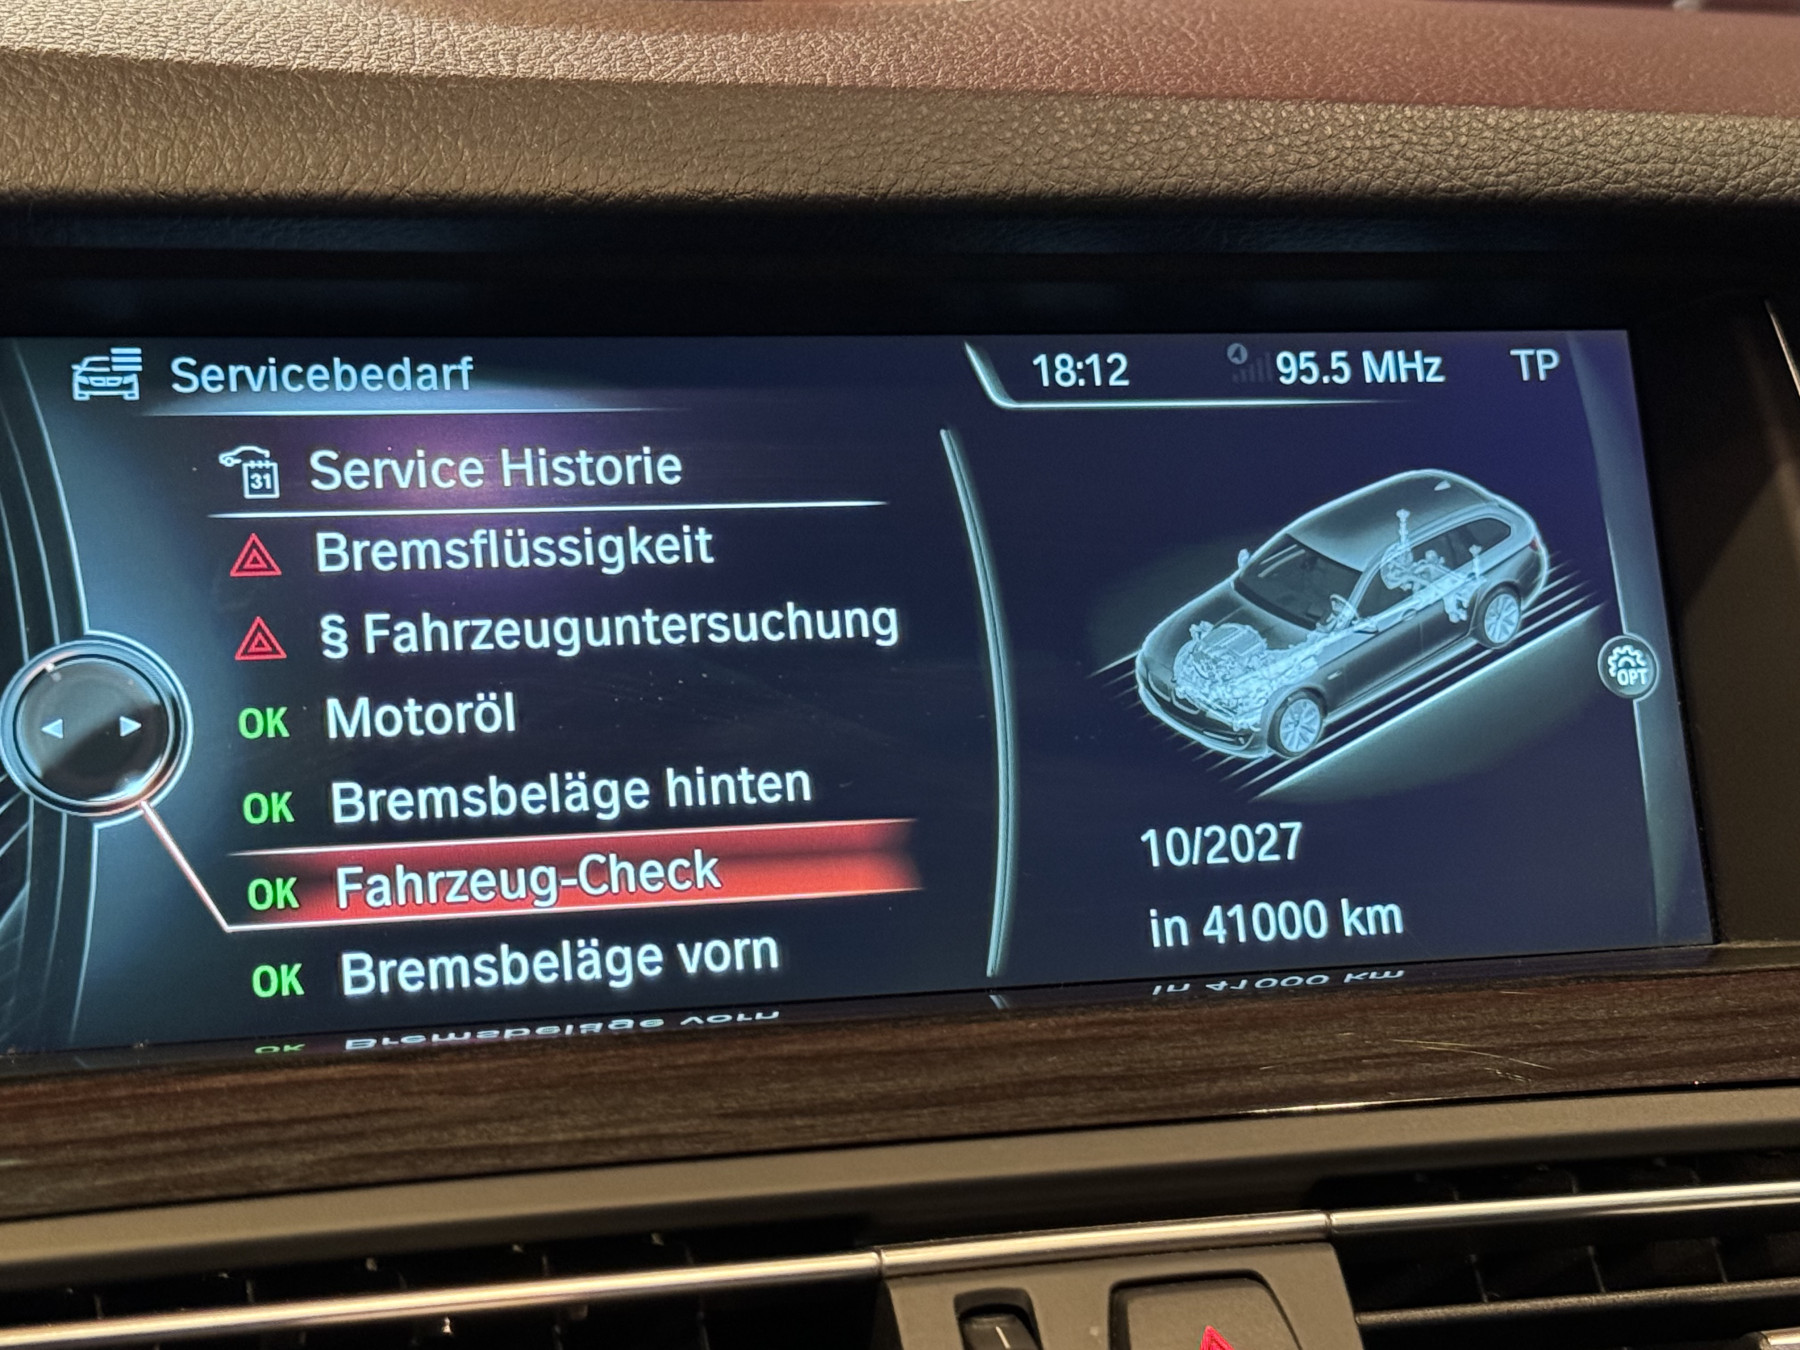 Servicebedarf
18:12 95.5 MHz TP
31 Service Historie
Bremsflüssigkeit
§ Fahrzeuguntersuchung
OK Motoröl
OK Bremsbeläge hinten
OK Fahrzeug-Check
OK Bremsbeläge vorn
OPT
10/2027
in 41000 km